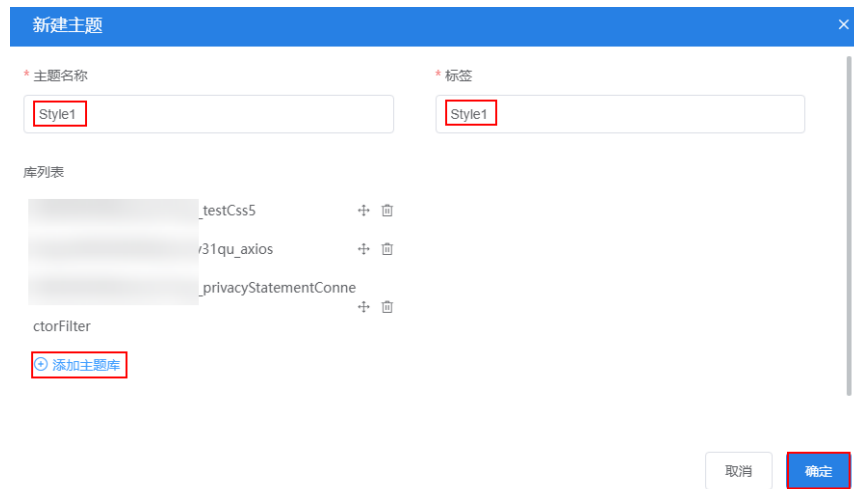 新建主题
* 主题名称
* 标签
Style1
Style1
库列表
_testCss5
31qu_axios
_privacyStatementConne
ctorFilter
添加主题库
取消
确定